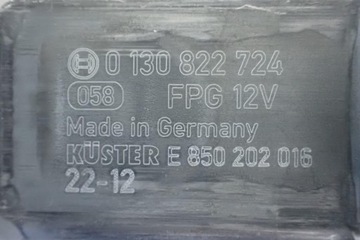 0 130 822 724
058 FPG 12V
Made in Germany
KÜSTER E 850 202 016
22-12